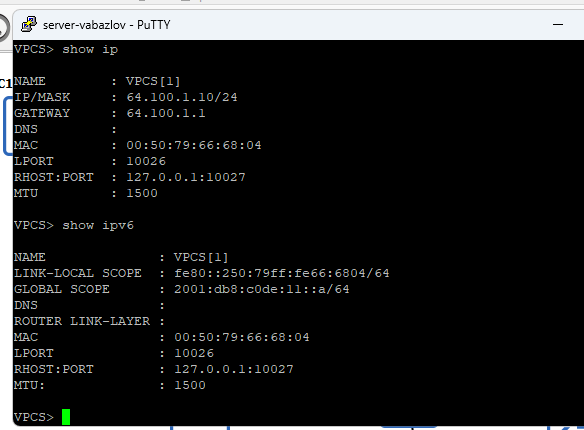 server-vabazlov - PuTTY
VPCS> show ip
C1
NAME        : VPCS[1]
IP/MASK     : 64.100.1.10/24
GATEWAY     : 64.100.1.1
DNS         :
MAC         : 00:50:79:66:68:04
LPORT       : 10026
RHOST:PORT  : 127.0.0.1:10027
MTU         : 1500
VPCS> show ipv6
NAME              : VPCS[1]
LINK-LOCAL SCOPE  : fe80::250:79ff:fe66:6804/64
GLOBAL SCOPE      : 2001:db8:c0de:11::a/64
DNS               :
ROUTER LINK-LAYER :
MAC               : 00:50:79:66:68:04
LPORT             : 10026
RHOST:PORT        : 127.0.0.1:10027
MTU:              : 1500
VPCS>